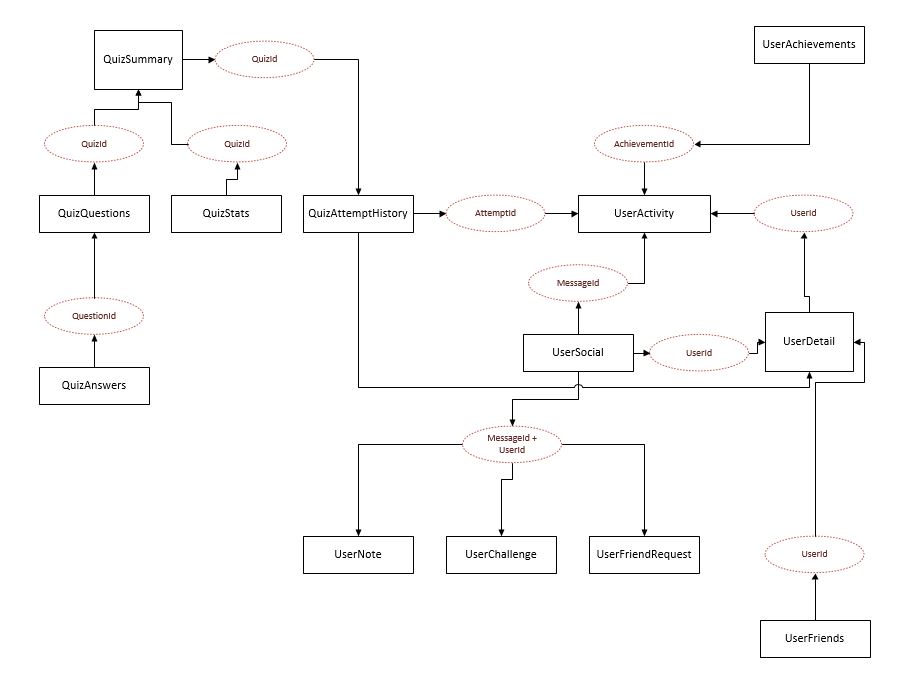 UserAchievements
QuizSummary
QuizId
QuizId
QuizId
AchievementId
QuizQuestions
QuizStats
QuizAttemptHistory
AttemptId
UserActivity
UserId
MessageId
QuestionId
UserDetail
UserSocial
UserId
QuizAnswers
MessageId +
UserId
UserNote
UserChallenge
UserFriendRequest
UserId
UserFriends